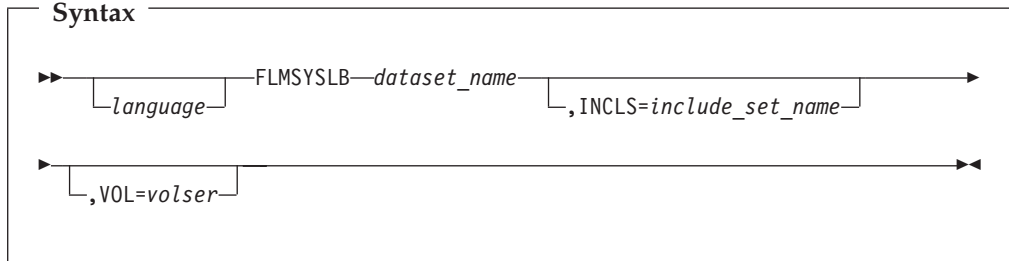 Syntax
FLMSYSLB dataset_name
language ,INCLS=include_set_name
,VOL=volser